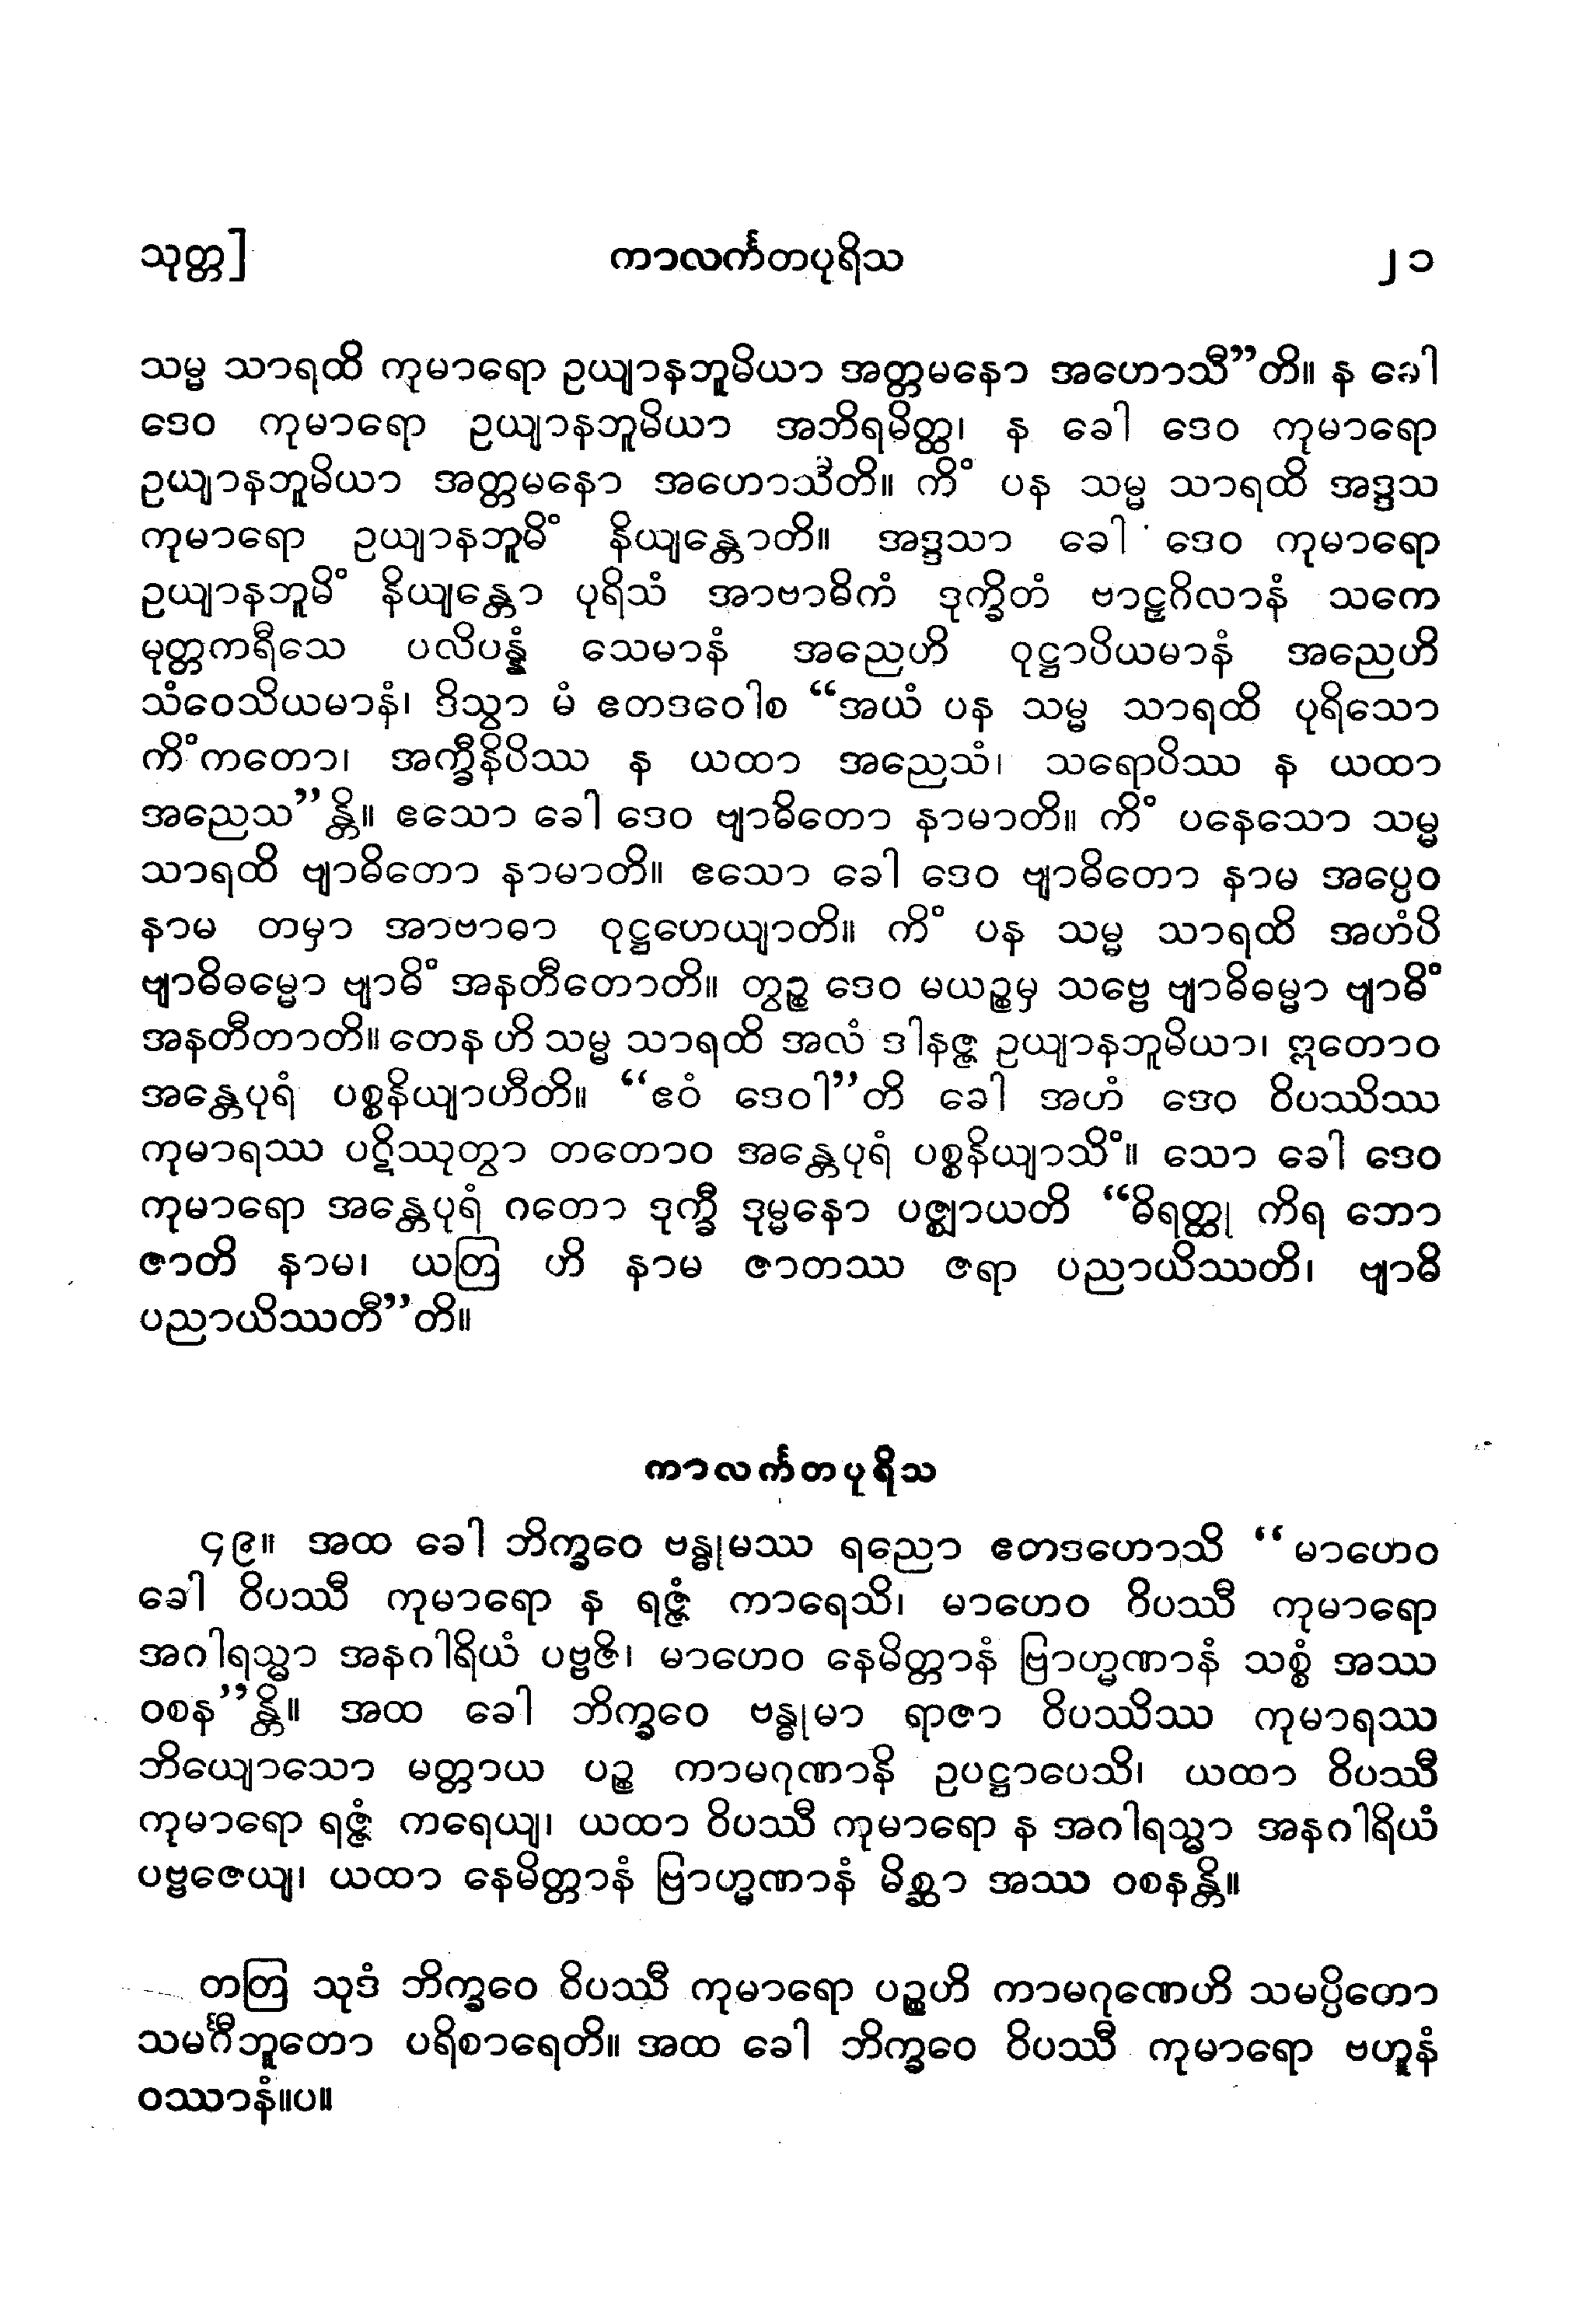 သုတ္တ] ကာလင်္ကတပုရိသ ၂၁
သမ္မ သာရထိ ကုမာရော ဥယျာနဘူမိယာ အတ္တမနော အဟောသီ”တိ။ န ခေါ
ဒေဝ ကုမာရော ဥယျာနဘူမိယာ အဘိရမိတ္ထ၊ န ခေါ ဒေဝ ကုမာရော
ဥယျာနဘူမိယာ အတ္တမနော အဟောသီတိ။ ကိံ ပန သမ္မ သာရထိ အဒ္ဒသ
ကုမာရော ဥယျာနဘူမိံ နိယျန္တောတိ။ အဒ္ဒသာ ခေါ ဒေဝ ကုမာရော
ဥယျာနဘူမိံ နိယျန္တော ပုရိသံ အာဗာဓိကံ ဒုက္ခိတံ ဗာဠှဂိလာနံ သကေ
မုတ္တကရီသေ ပလိပန္နံ သေမာနံ အညေဟိ ဝုဋ္ဌာပိယမာနံ အညေဟိ
သံဝေသိယမာနံ၊ ဒိသွာ မံ ဧတဒဝေါစ “အယံ ပန သမ္မ သာရထိ ပုရိသော
ကိံကတော၊ အက္ခီနိပိဿ န ယထာ အညေသံ၊ သရောပိဿ န ယထာ
အညေသ”န္တိ။ ဧသော ခေါ ဒေဝ ဗျာဓိတော နာမာတိ။ ကိံ ပနေသော သမ္မ
သာရထိ ဗျာဓိတော နာမာတိ။ ဧသော ခေါ ဒေဝ ဗျာဓိတော နာမ အပ္ပေဝ
နာမ တမှာ အာဗာဓာ ဝုဋ္ဌဟေယျာတိ။ ကိံ ပန သမ္မ သာရထိ အဟံပိ
ဗျာဓိဓမ္မော ဗျာဓိံ အနတီတောတိ။ တွဉ္စ ဒေဝ မယဉ္စမှ သဗ္ဗေ ဗျာဓိဓမ္မာ ဗျာဓိံ
အနတီတာတိ။ တေန ဟိ သမ္မ သာရထိ အလံ ဒါနဇ္ဇ ဥယျာနဘူမိယာ၊ ဣတောဝ
အန္တေပုရံ ပစ္စနိယျာဟီတိ။ “ဧဝံ ဒေဝါ”တိ ခေါ အဟံ ဒေဝ ဝိပဿိဿ
ကုမာရဿ ပဋိဿုတွာ တတောဝ အန္တေပုရံ ပစ္စနိယျာသိံ။ သော ခေါ ဒေဝ
ကုမာရော အန္တေပုရံ ဂတော ဒုက္ခီ ဒုမ္မနော ပဇ္ဈာယတိ “ဓိရတ္ထု ကိရ ဘော
ဇာတိ နာမ၊ ယတြ ဟိ နာမ ဇာတဿ ဇရာ ပညာယိဿတိ၊ ဗျာဓိ
ပညာယိဿတီ”တိ။
ကာလင်္ကတပုရိသ
၄၉။ အထ ခေါ ဘိက္ခဝေ ဗန္ဓုမဿ ရညော ဧတဒဟောသိ “မာဟေဝ
ခေါ ဝိပဿီ ကုမာရော န ရဇ္ဇံ ကာရေသိ၊ မာဟေဝ ဝိပဿီ ကုမာရော
အဂါရသ္မာ အနဂါရိယံ ပဗ္ဗဇိ၊ မာဟေဝ နေမိတ္တာနံ ဗြာဟ္မဏာနံ သစ္စံ အဿ
ဝစန”န္တိ။ အထ ခေါ ဘိက္ခဝေ ဗန္ဓုမာ ရာဇာ ဝိပဿိဿ ကုမာရဿ
ဘိယျောသော မတ္တာယ ပဉ္စ ကာမဂုဏာနိ ဥပဋ္ဌာပေသိ၊ ယထာ ဝိပဿီ
ကုမာရော ရဇ္ဇံ ကရေယျ၊ ယထာ ဝိပဿီ ကုမာရော န အဂါရသ္မာ အနဂါရိယံ
ပဗ္ဗဇေယျ၊ ယထာ နေမိတ္တာနံ ဗြာဟ္မဏာနံ မိစ္ဆာ အဿ ဝစနန္တိ။
တတြ သုဒံ ဘိက္ခဝေ ဝိပဿီ ကုမာရော ပဉ္စဟိ ကာမဂုဏေဟိ သမပ္ပိတော
သမင်္ဂီဘူတော ပရိစာရေတိ။ အထ ခေါ ဘိက္ခဝေ ဝိပဿီ ကုမာရော ဗဟူနံ
ဝဿာနံ။ပ။